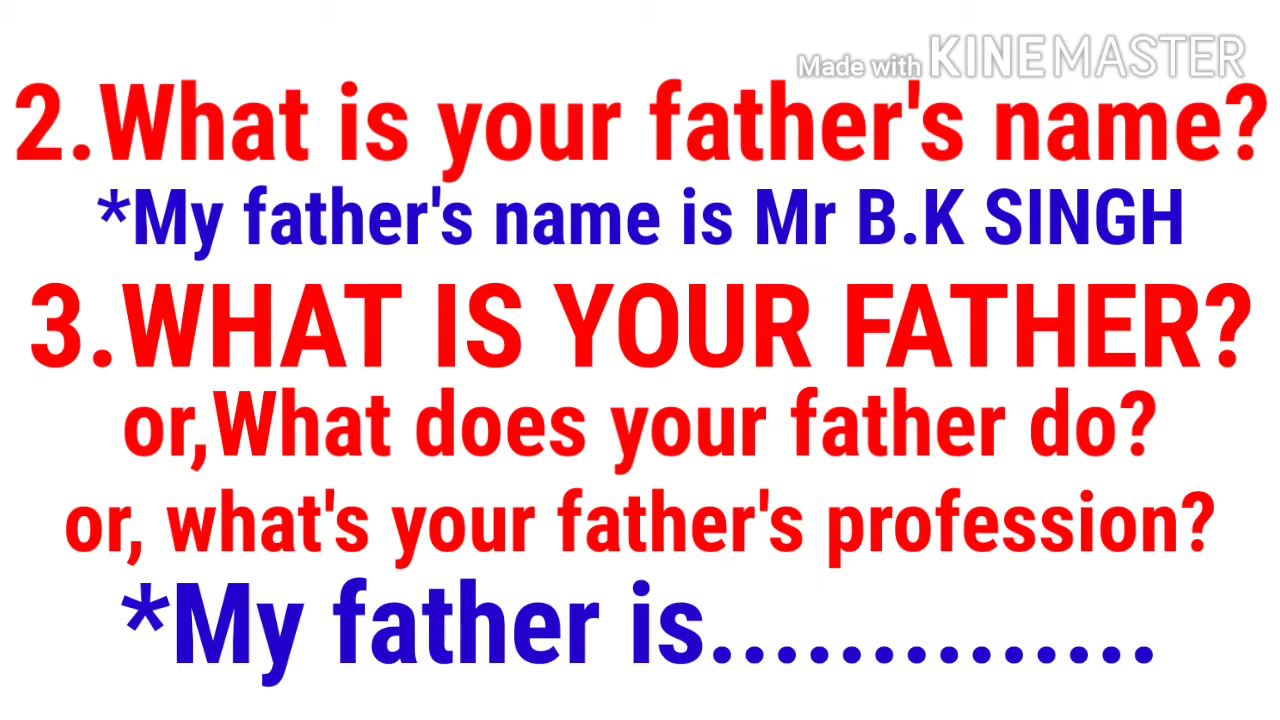 Made with KINEMASTER
2.What is your father's name?
*My father's name is Mr B.K SINGH
3.WHAT IS YOUR FATHER?
or,What does your father do?
or, what's your father's profession?
*My father is..............